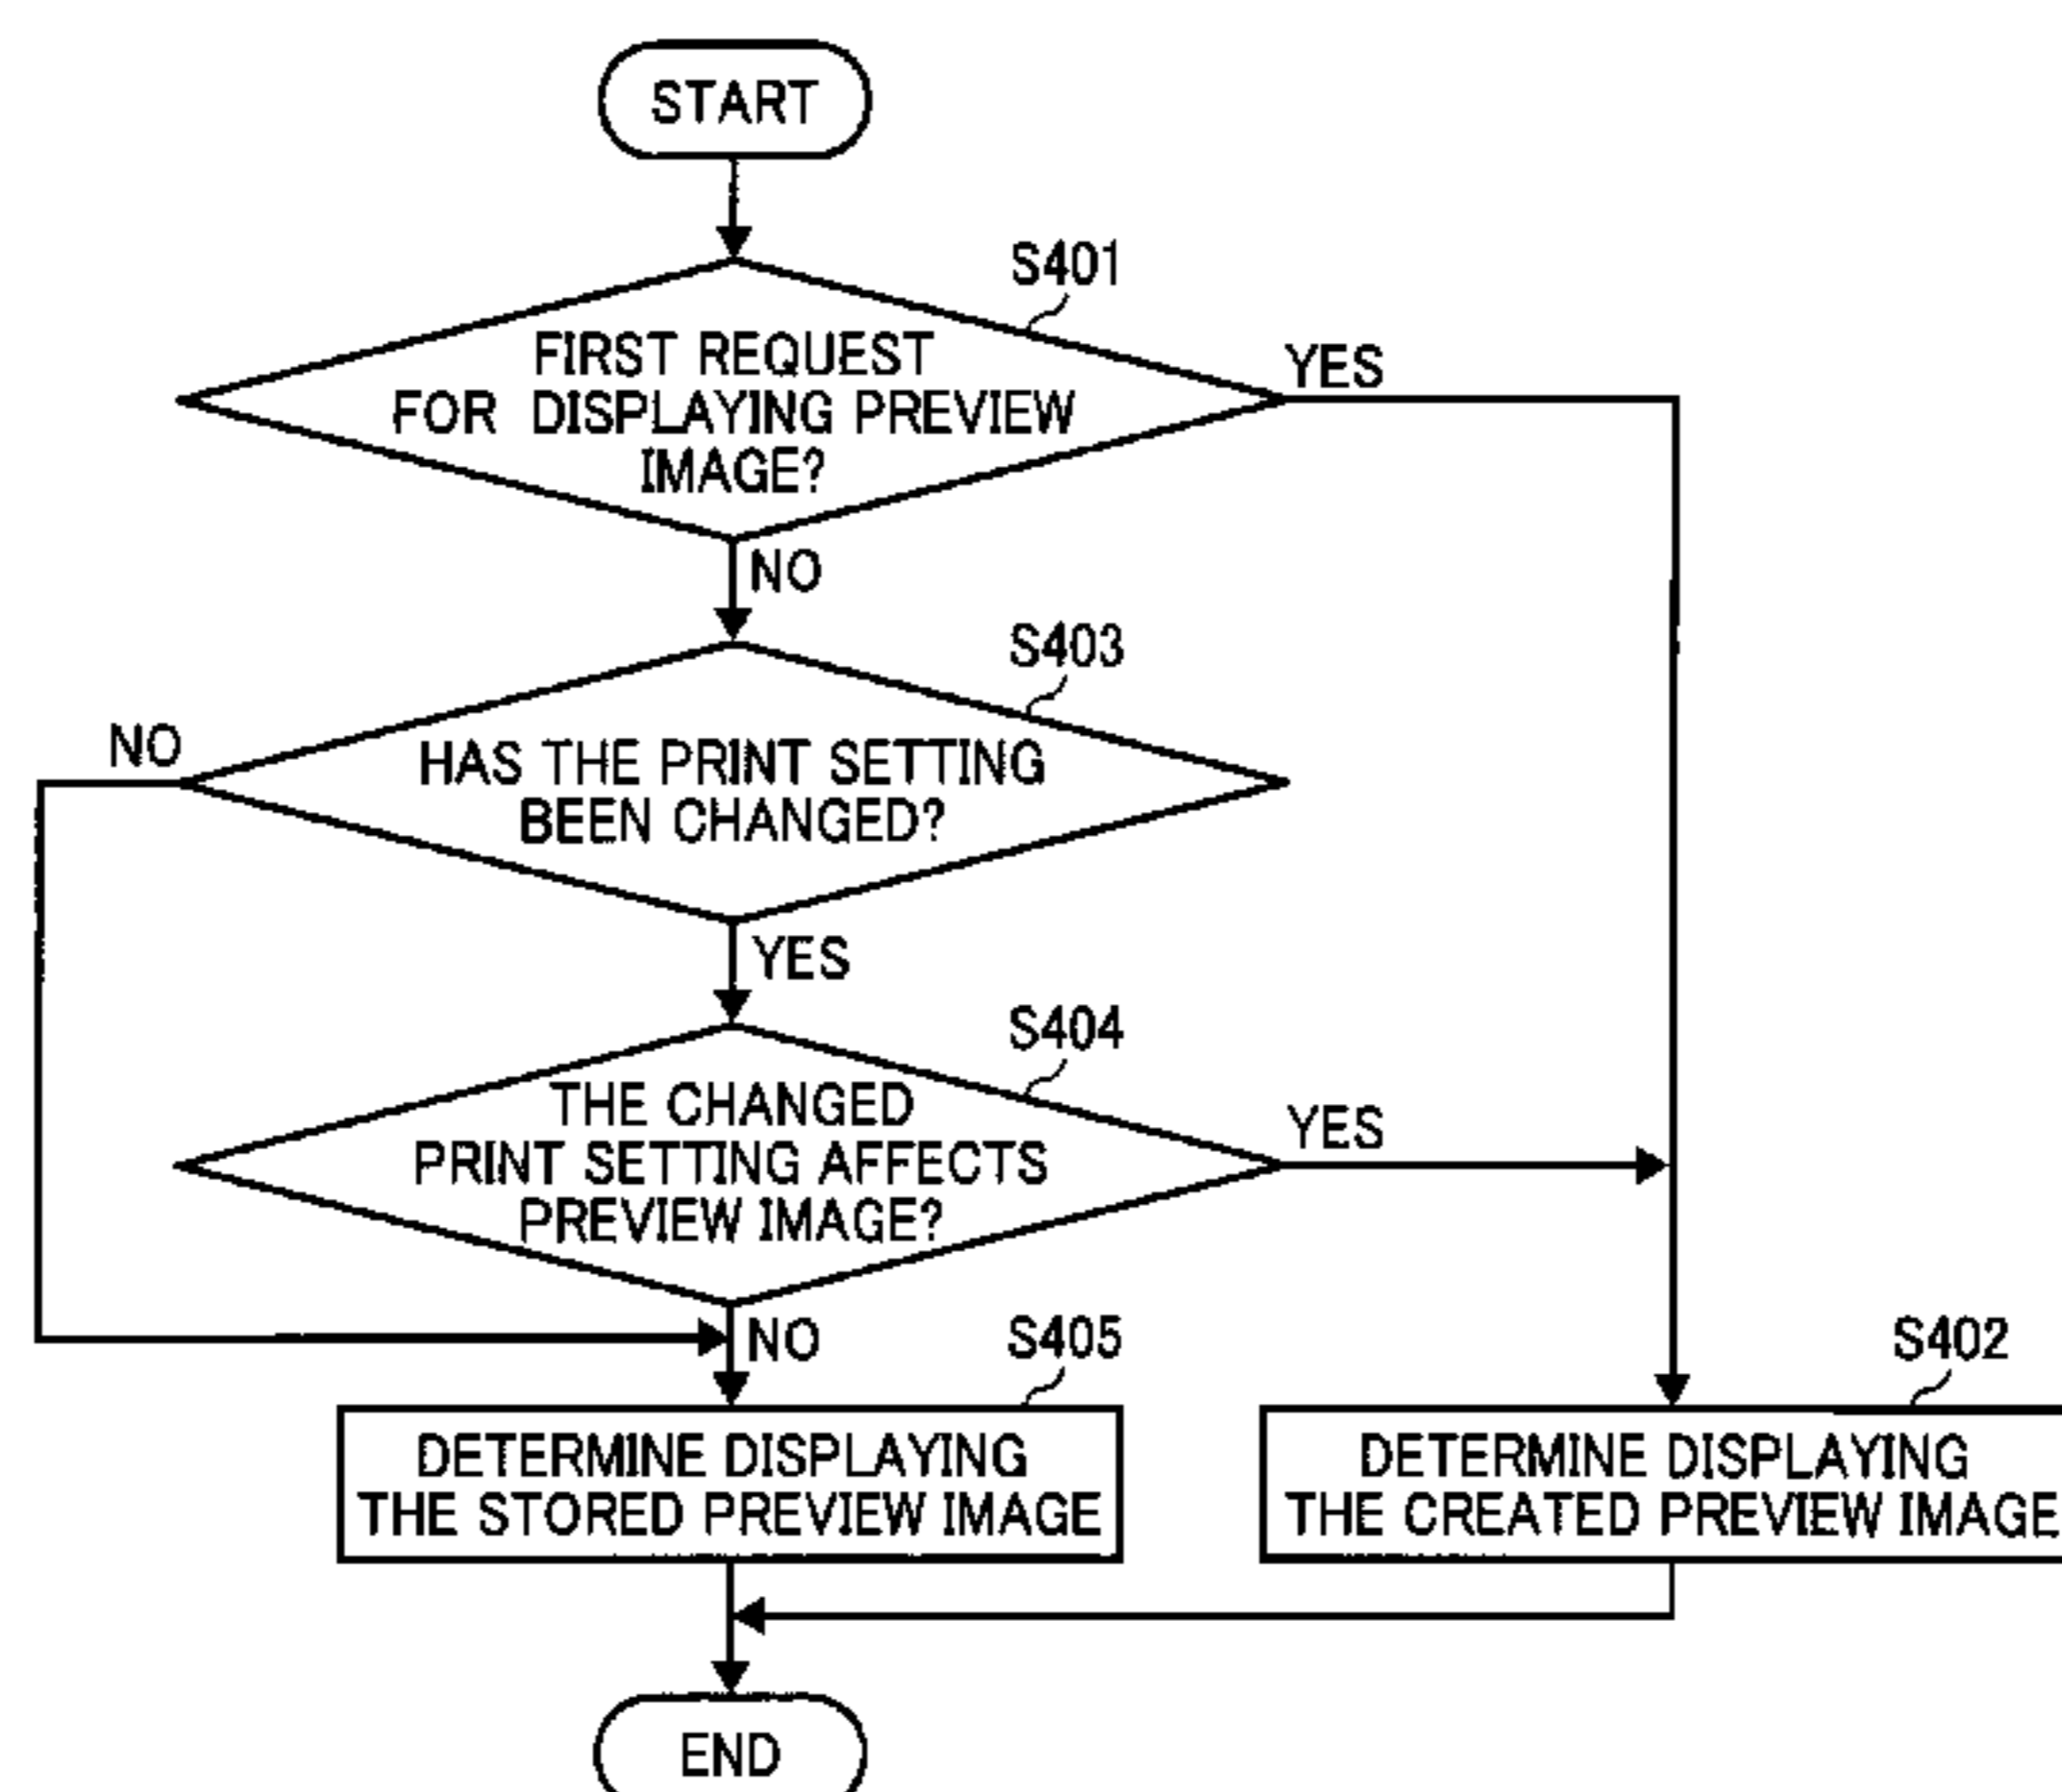 START
S401
FIRST REQUEST
FOR DISPLAYING PREVIEW
IMAGE?
YES
NO
S403
HAS THE PRINT SETTING
BEEN CHANGED?
NO
YES
S404
THE CHANGED
PRINT SETTING AFFECTS
PREVIEW IMAGE?
YES
NO
S405
DETERMINE DISPLAYING
THE STORED PREVIEW IMAGE
S402
DETERMINE DISPLAYING
THE CREATED PREVIEW IMAGE
END